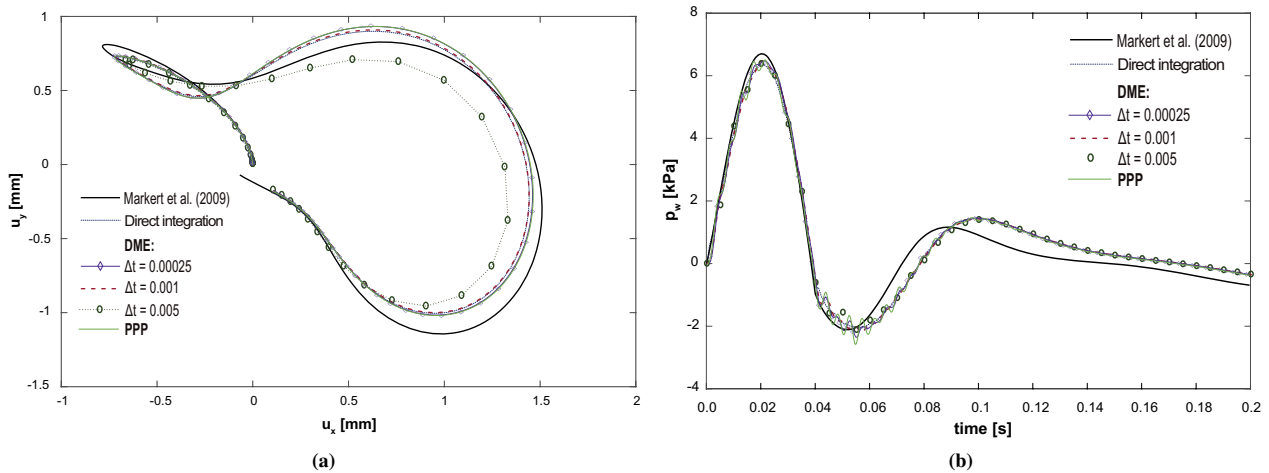 1
0.5
0
-0.5
-1
-1.5
-1
-0.5
0
0.5
1
1.5
2
u_y [mm]
u_x [mm]
Markert et al. (2009)
Direct integration
DME:
Δt = 0.00025
Δt = 0.001
Δt = 0.005
PPP
(a)
8
6
4
2
0
-2
-4
0.0
0.02
0.04
0.06
0.08
0.1
0.12
0.14
0.16
0.18
0.2
p_w [kPa]
time [s]
Markert et al. (2009)
Direct integration
DME:
Δt = 0.00025
Δt = 0.001
Δt = 0.005
PPP
(b)